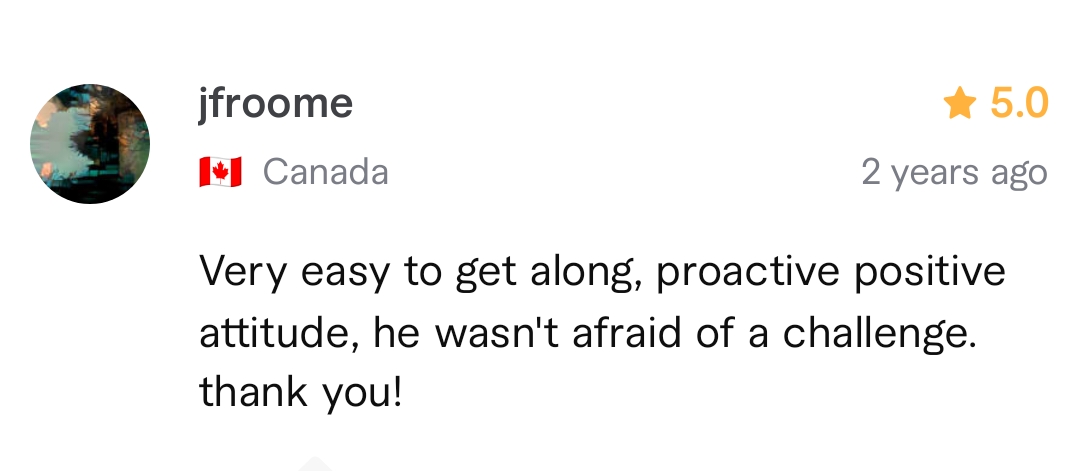 jfroome
5.0
Canada
2 years ago
Very easy to get along, proactive positive
attitude, he wasn't afraid of a challenge.
thank you!